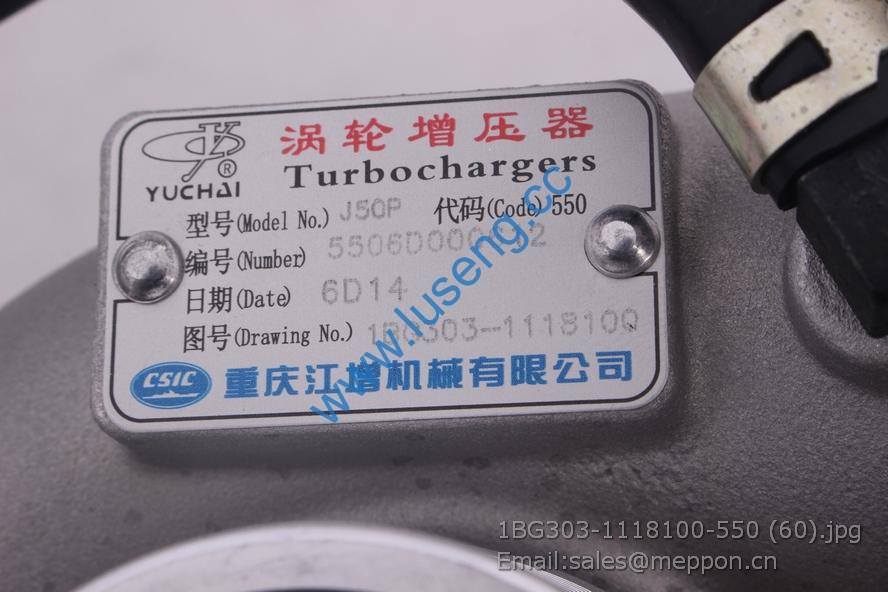 涡轮增压器
YUCHAI ®
Turbochargers
型号(Model No.) J50P 代码(Code) 550
编号(Number)
日期(Date) 6D14
图号(Drawing No.) 1BG303-1118100
CSIC 重庆江增机械有限公司
www.luseng.cc
1BG303-1118100-550 (60).jpg
Email:sales@meppon.cn